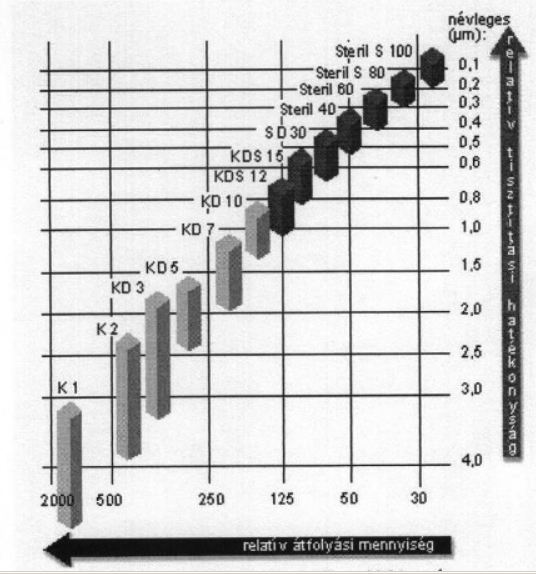 névleges
(µm):
Steril S 100
Steril S 80
Steril 60
Steril 40
SD 30
KDS 15
KDS 12
KD 10
KD 7
KD 5
KD 3
K 2
K 1
0,1
0,2
0,3
0,4
0,5
0,6
0,8
1,0
1,5
2,0
2,5
3,0
4,0
relatív tisztítási hatékonyság
2000 500 250 125 50 30
relatív átfolyási mennyiség